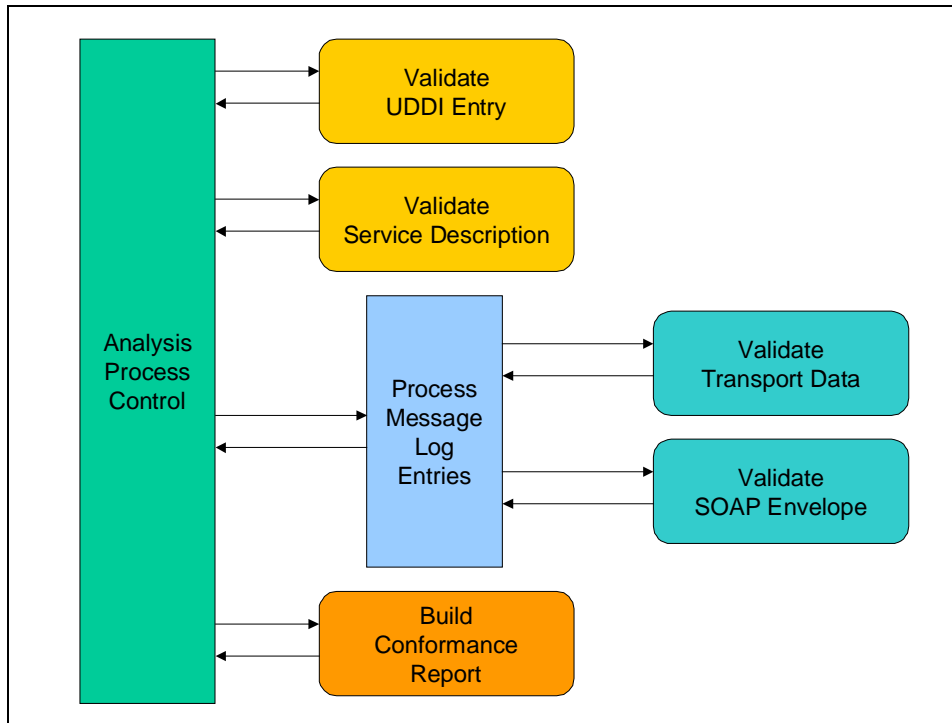 Validate
UDDI Entry
Validate
Service Description
Analysis
Process
Control
Process
Message
Log
Entries
Validate
Transport Data
Validate
SOAP Envelope
Build
Conformance
Report